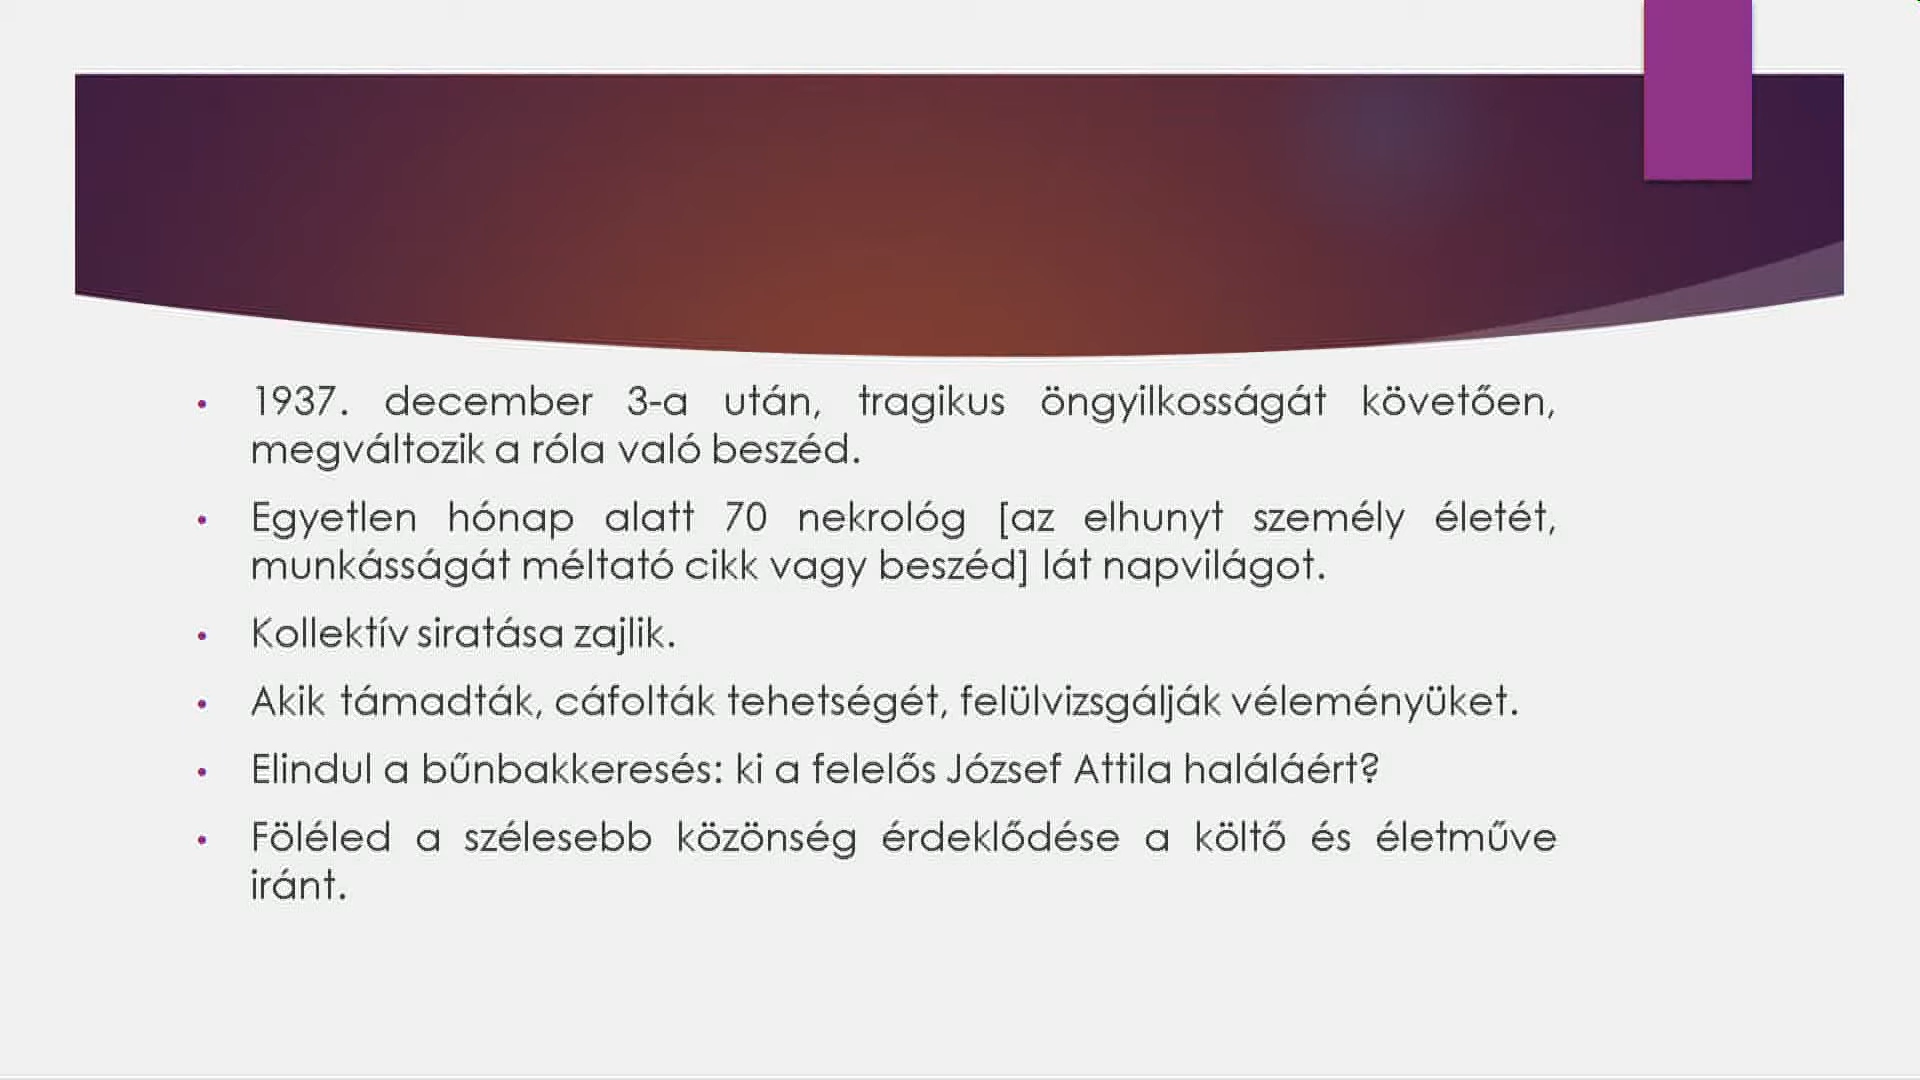 • 1937. december 3-a után, tragikus öngyilkosságát követően,
megváltozik a róla való beszéd.
• Egyetlen hónap alatt 70 nekrológ [az elhunyt személy életét,
munkásságát méltató cikk vagy beszéd] lát napvilágot.
• Kollektív siratása zajlik.
• Akik támadták, cáfolták tehetségét, felülvizsgálják véleményüket.
• Elindul a bűnbakkeresés: ki a felelős József Attila haláláért?
• Föléled a szélesebb közönség érdeklődése a költő és életműve
iránt.